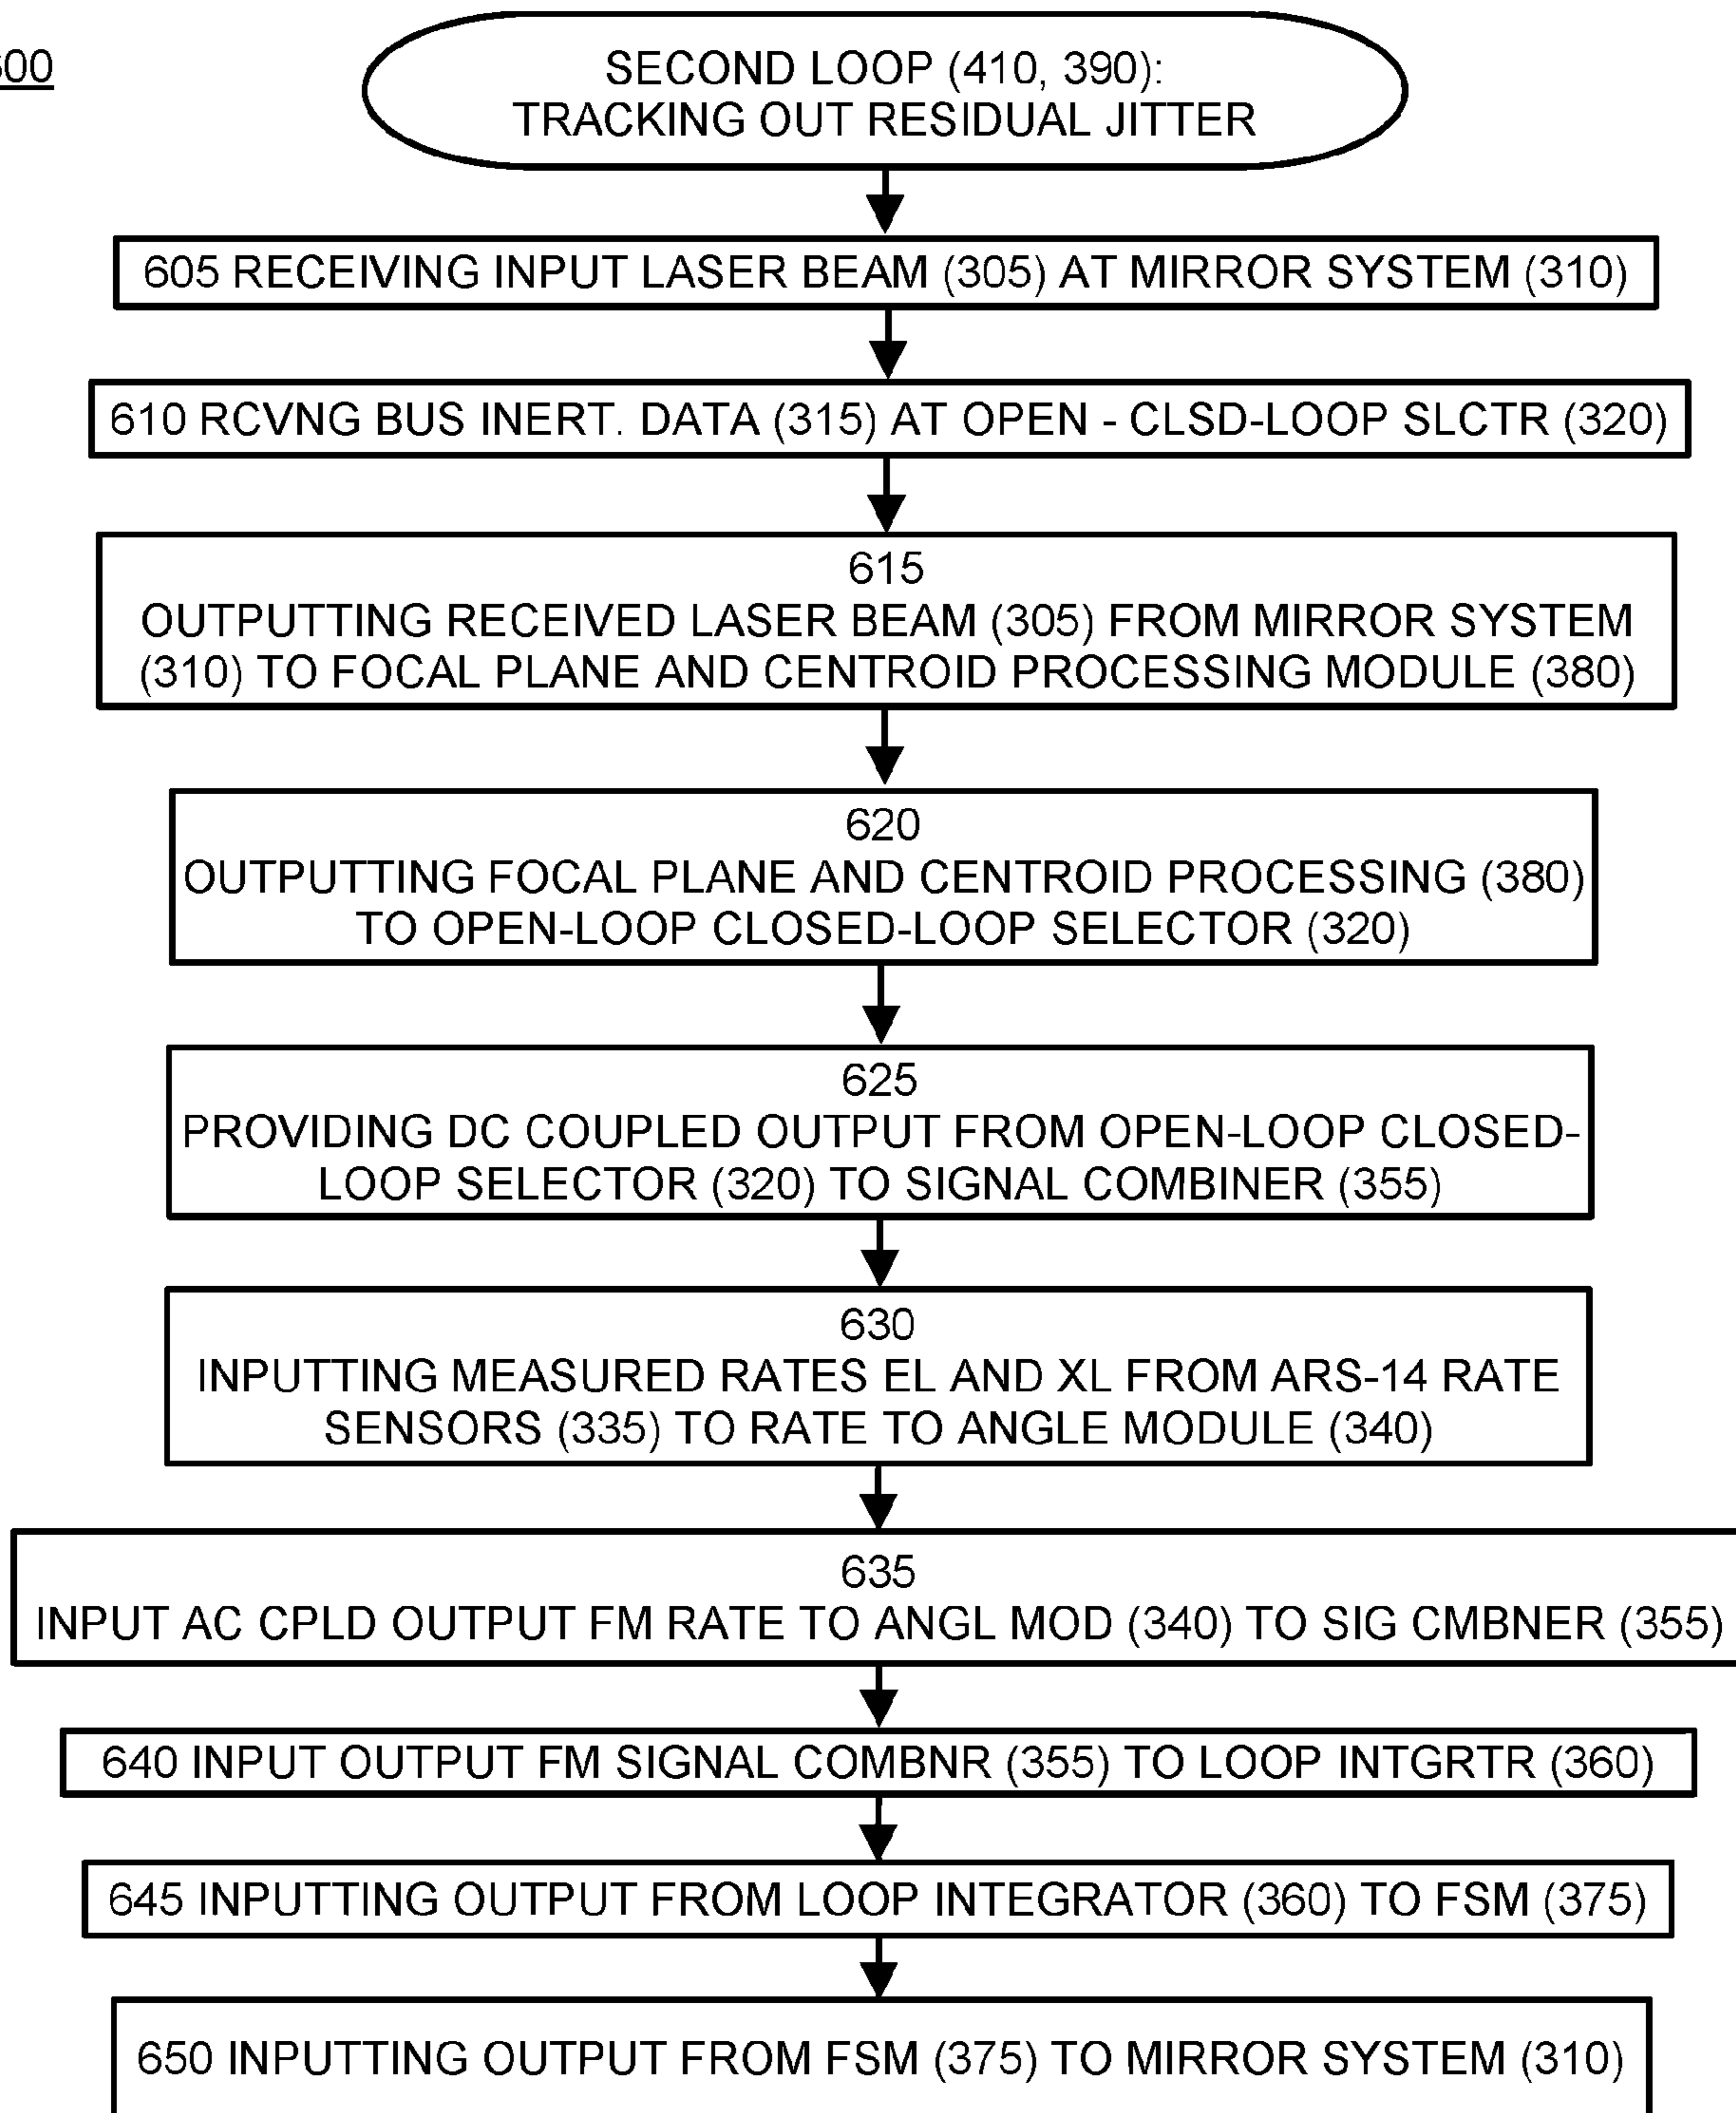 SECOND LOOP (410, 390):
TRACKING OUT RESIDUAL JITTER
605 RECEIVING INPUT LASER BEAM (305) AT MIRROR SYSTEM (310)
610 RCVNG BUS INERT. DATA (315) AT OPEN - CLSD-LOOP SLCTR (320)
615
OUTPUTTING RECEIVED LASER BEAM (305) FROM MIRROR SYSTEM
(310) TO FOCAL PLANE AND CENTROID PROCESSING MODULE (380)
620
OUTPUTTING FOCAL PLANE AND CENTROID PROCESSING (380)
TO OPEN-LOOP CLOSED-LOOP SELECTOR (320)
625
PROVIDING DC COUPLED OUTPUT FROM OPEN-LOOP CLOSED-
LOOP SELECTOR (320) TO SIGNAL COMBINER (355)
630
INPUTTING MEASURED RATES EL AND XL FROM ARS-14 RATE
SENSORS (335) TO RATE TO ANGLE MODULE (340)
635
INPUT AC CPLD OUTPUT FM RATE TO ANGL MOD (340) TO SIG CMBNER (355)
640 INPUT OUTPUT FM SIGNAL COMBNR (355) TO LOOP INTGRTR (360)
645 INPUTTING OUTPUT FROM LOOP INTEGRATOR (360) TO FSM (375)
650 INPUTTING OUTPUT FROM FSM (375) TO MIRROR SYSTEM (310)